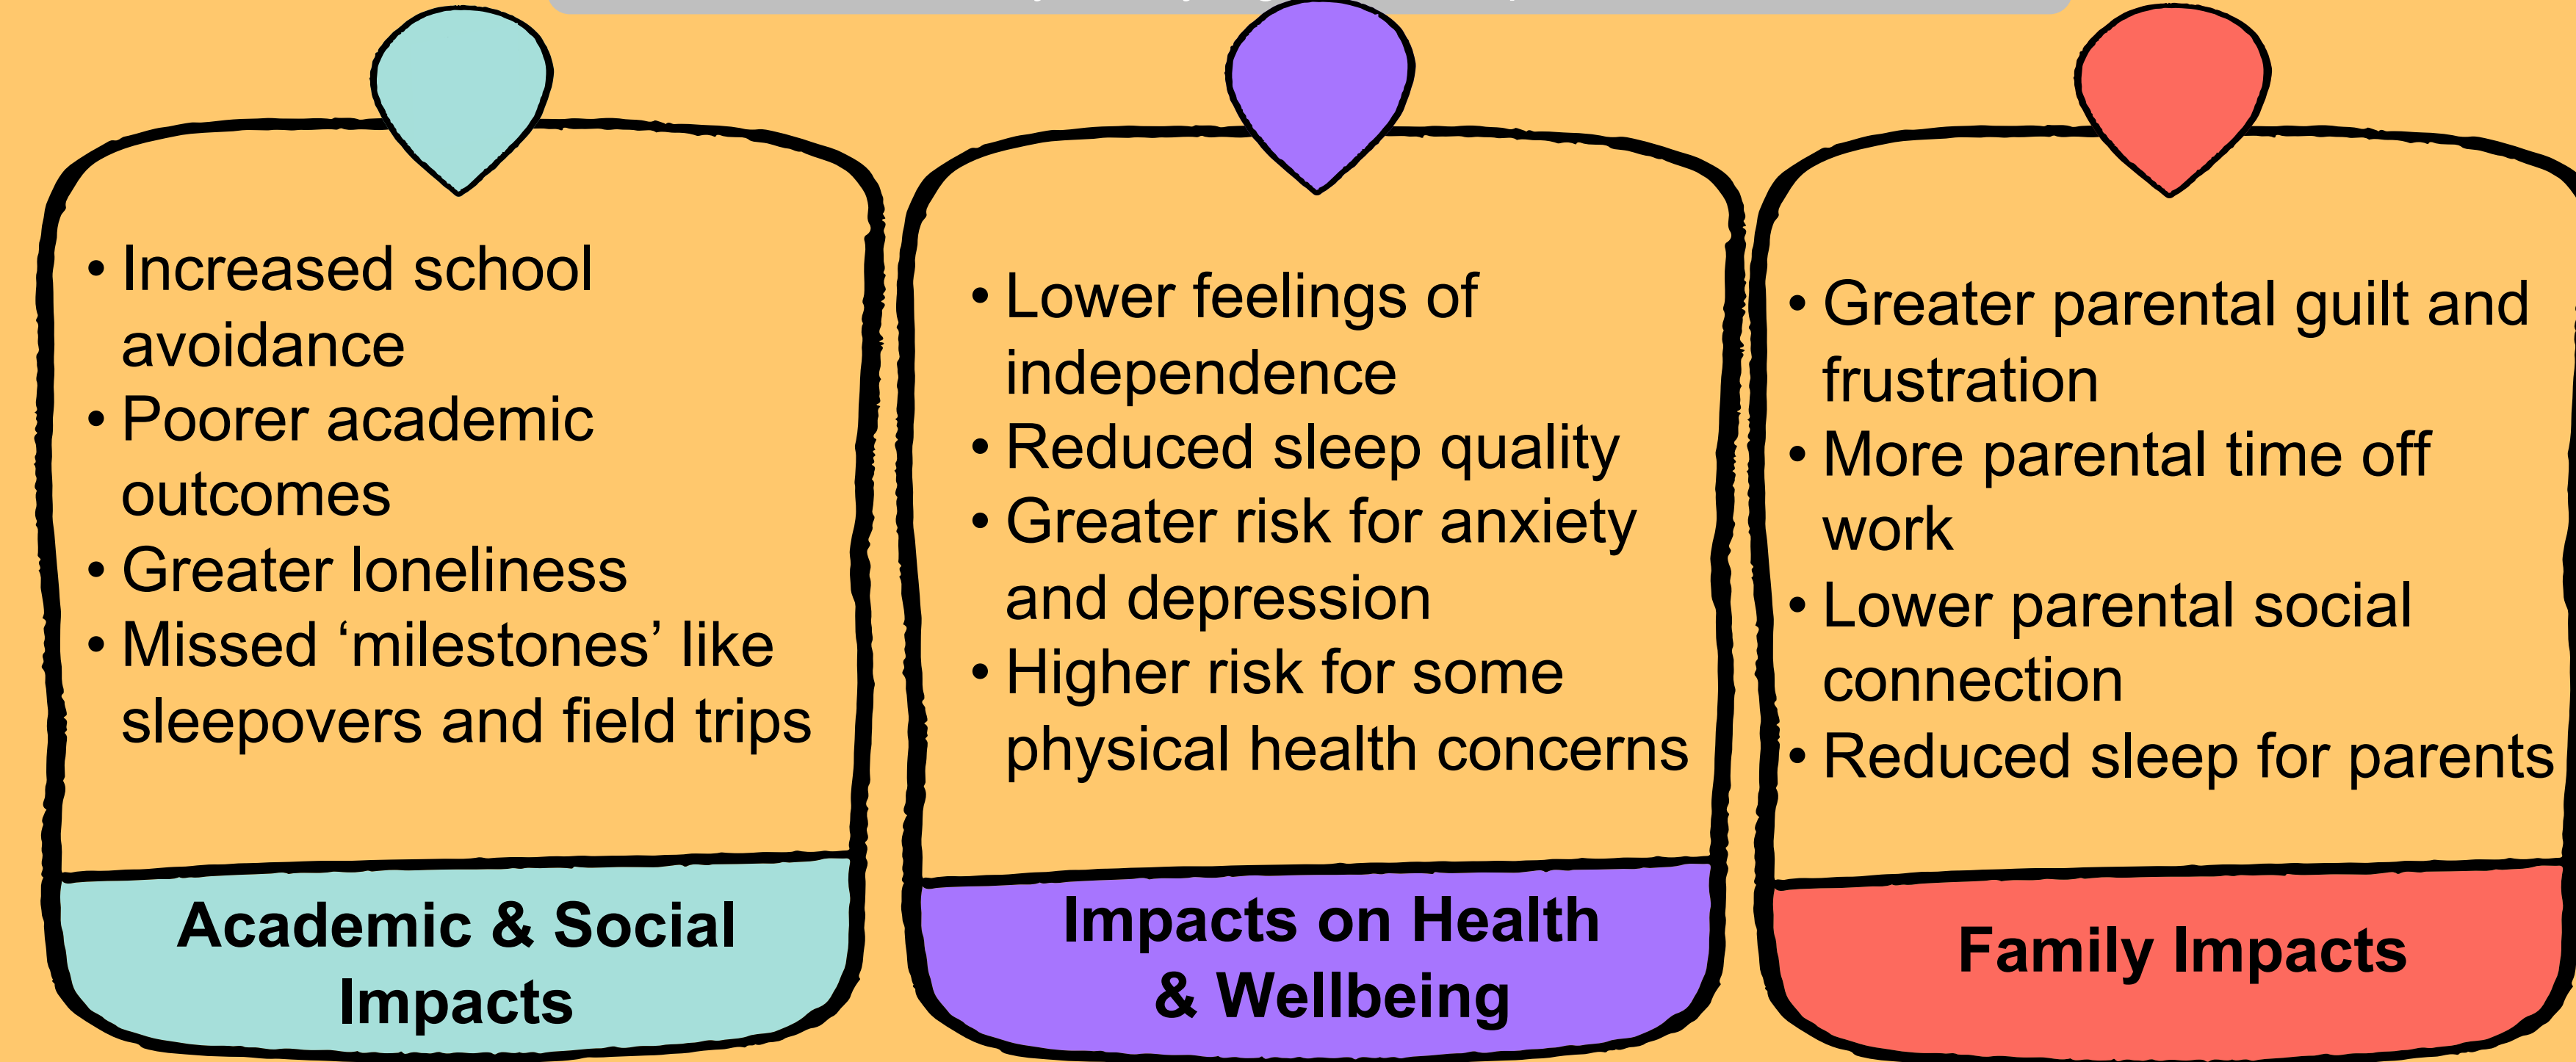 • Increased school
avoidance
• Poorer academic
outcomes
• Greater loneliness
• Missed ‘milestones’ like
sleepovers and field trips
Academic & Social
Impacts
• Lower feelings of
independence
• Reduced sleep quality
• Greater risk for anxiety
and depression
• Higher risk for some
physical health concerns
Impacts on Health
& Wellbeing
• Greater parental guilt and
frustration
• More parental time off
work
• Lower parental social
connection
• Reduced sleep for parents
Family Impacts